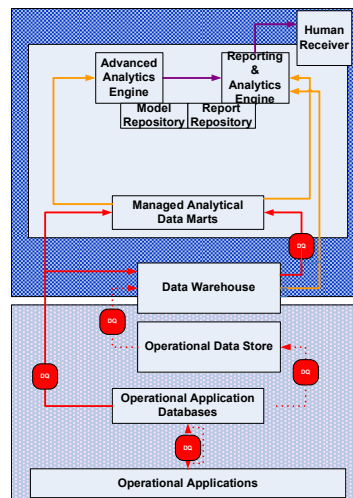 Human
Receiver
Advanced
Analytics
Engine
Reporting &
Analytics
Engine
Model
Repository
Report
Repository
Managed Analytical
Data Marts
DQ
Data Warehouse
DQ
Operational Data Store
DQ
DQ
Operational Application
Databases
DQ
Operational Applications